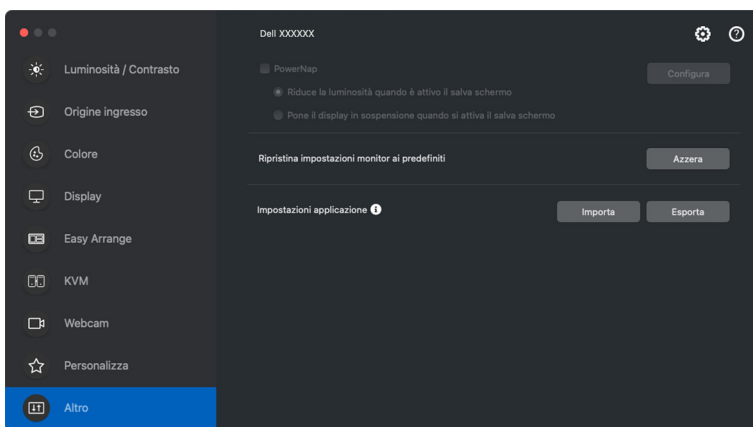 Dell XXXXXX
Luminosità / Contrasto
Origine ingresso
Colore
Display
Easy Arrange
KVM
Webcam
Personalizza
Altro
PowerNap
Configura
Riduce la luminosità quando è attivo il salva schermo
Pone il display in sospensione quando si attiva il salva schermo
Ripristina impostazioni monitor ai predefiniti
Azzera
Impostazioni applicazione
Importa
Esporta